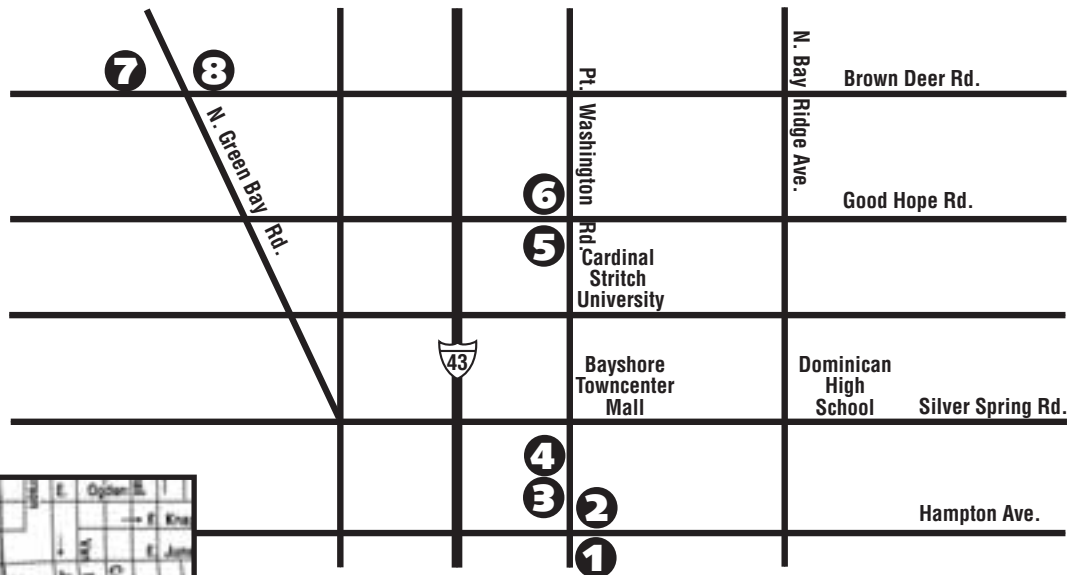 7
8
N. Green Bay Rd.
Pt. Washington Rd.
N. Bay Ridge Ave.
Brown Deer Rd.
6
Good Hope Rd.
5
Cardinal
Stritch
University
43
Bayshore
Towncenter
Mall
Dominican
High
School
Silver Spring Rd.
4
3
2
Hampton Ave.
1
E.
Ogden
E.